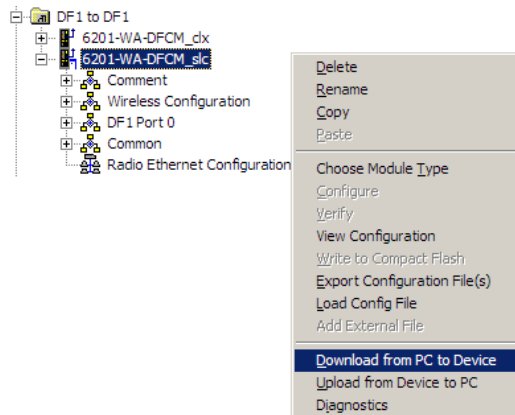 DF1 to DF1
6201-WA-DFCM_clx
6201-WA-DFCM_slc
Comment
Wireless Configuration
DF1 Port 0
Common
Radio Ethernet Configuration
Delete
Rename
Copy
Paste
Choose Module Type
Configure
Verify
View Configuration
Write to Compact Flash
Export Configuration File(s)
Load Config File
Add External File
Download from PC to Device
Upload from Device to PC
Diagnostics